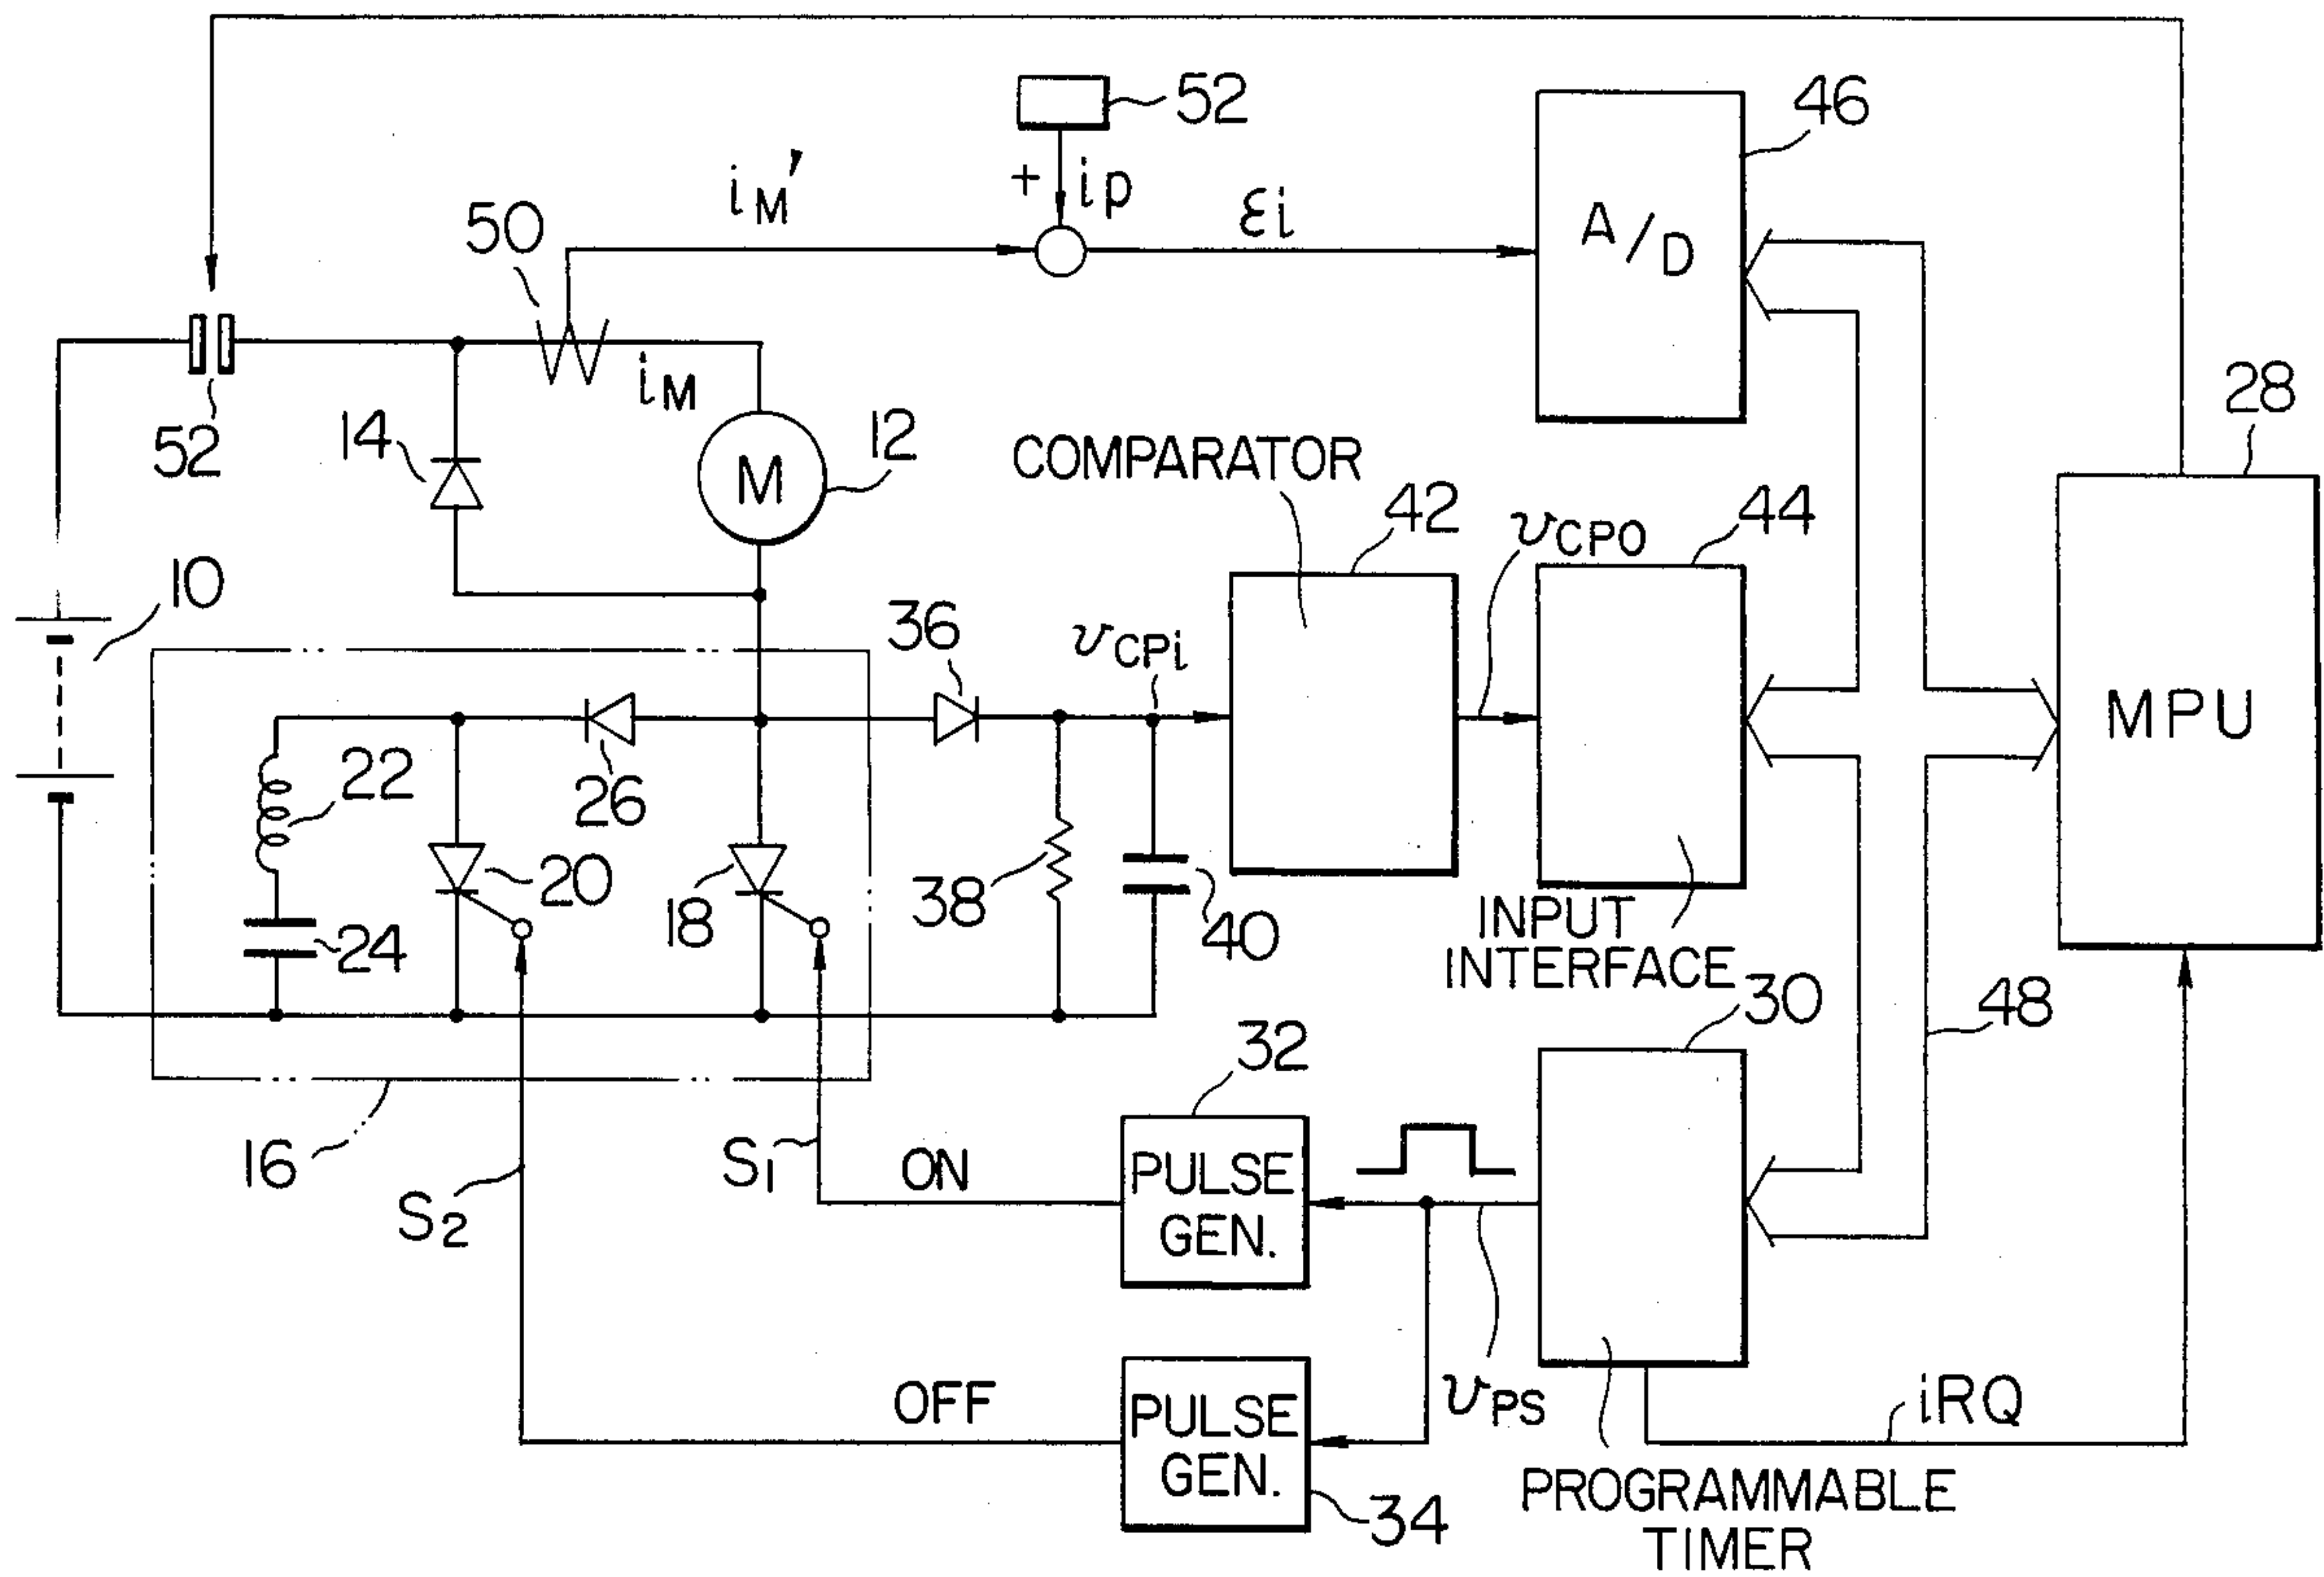 52
46
iM'
+
ip
εi
50
A/D
iM
28
52
14
12
M
COMPARATOR
42
44
vCPO
10
36
vCPi
MPU
22
26
20
18
38
40
24
INPUT
INTERFACE
30
48
32
16
S1
ON
PULSE
GEN.
S2
OFF
vPS
iRQ
PULSE
GEN.
34
PROGRAMMABLE
TIMER